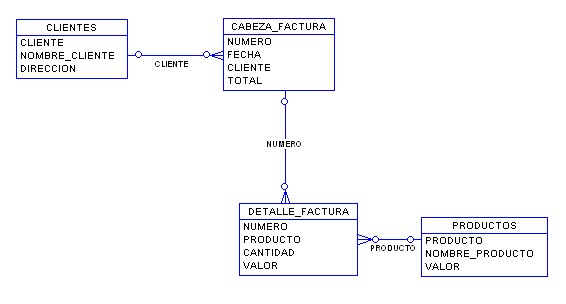 CLIENTES
CLIENTE
NOMBRE_CLIENTE
DIRECCION
CLIENTE
CABEZA_FACTURA
NUMERO
FECHA
CLIENTE
TOTAL
NUMERO
DETALLE_FACTURA
NUMERO
PRODUCTO
CANTIDAD
VALOR
PRODUCTO
PRODUCTOS
PRODUCTO
NOMBRE_PRODUCTO
VALOR